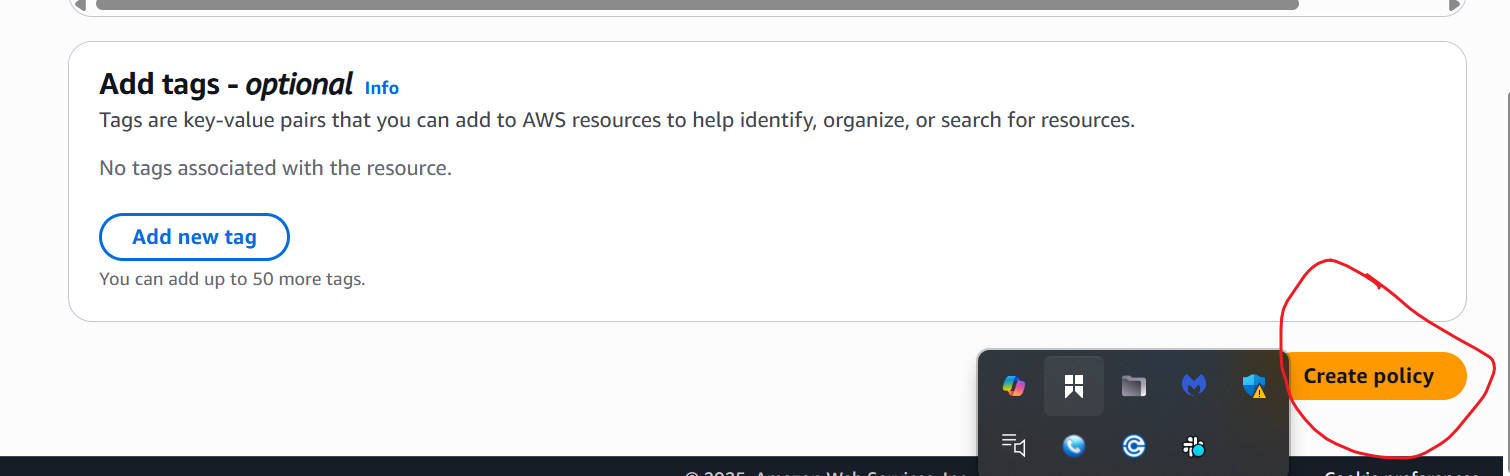 Add tags - optional Info
Tags are key-value pairs that you can add to AWS resources to help identify, organize, or search for resources.
No tags associated with the resource.
Add new tag
You can add up to 50 more tags.
Create policy
© 2025, Amazon Web Services, Inc.
Cookie preferences